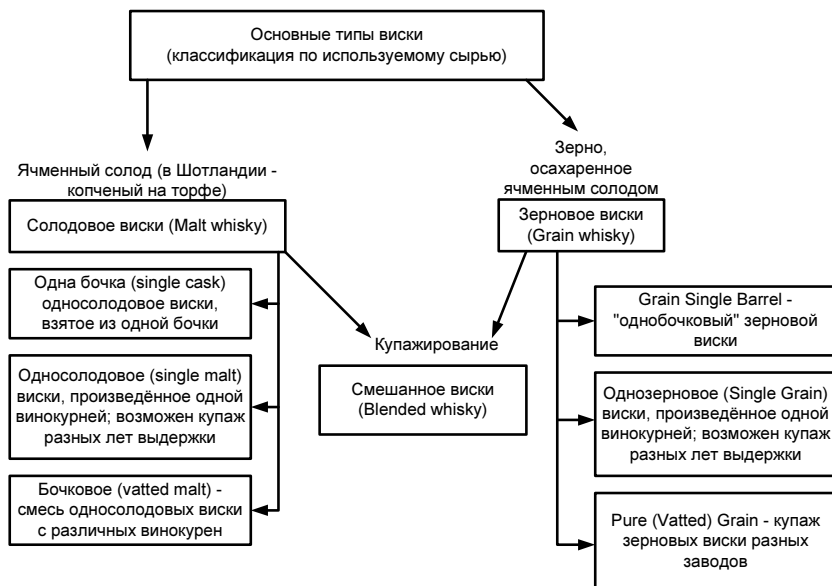 Основные типы виски
(классификация по используемому сырью)
Ячменный солод (в Шотландии -
копченый на торфе)
Солодовое виски (Malt whisky)
Одна бочка (single cask)
односолодовое виски,
взятое из одной бочки
Односолодовое (single malt)
виски, произведённое одной
винокурней; возможен купаж
разных лет выдержки
Бочковое (vatted malt) -
смесь односолодовых виски
с различных винокурен
Купажирование
Смешанное виски
(Blended whisky)
Зерно,
осахаренное
ячменным солодом
Зерновое виски
(Grain whisky)
Grain Single Barrel -
"однобочковый" зерновой
виски
Однозерновое (Single Grain)
виски, произведённое одной
винокурней; возможен купаж
разных лет выдержки
Pure (Vatted) Grain - купаж
зерновых виски разных
заводов